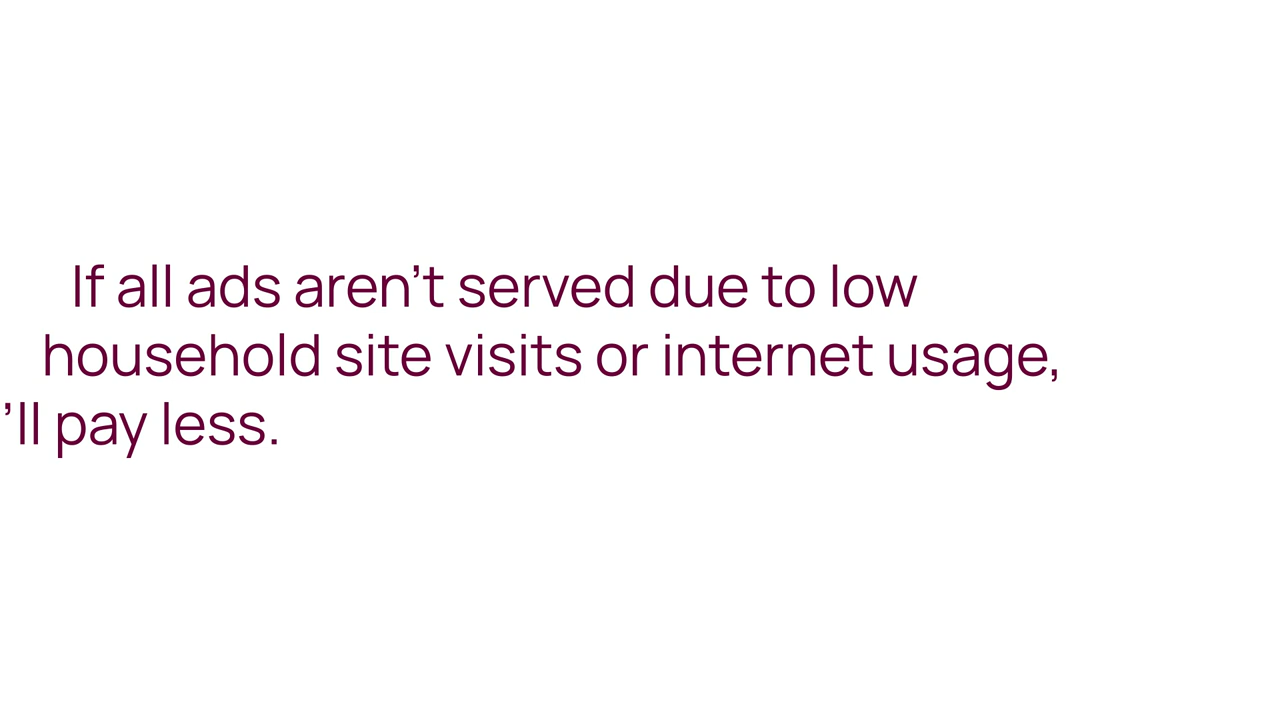 If all ads aren’t served due to low
household site visits or internet usage,
’ll pay less.